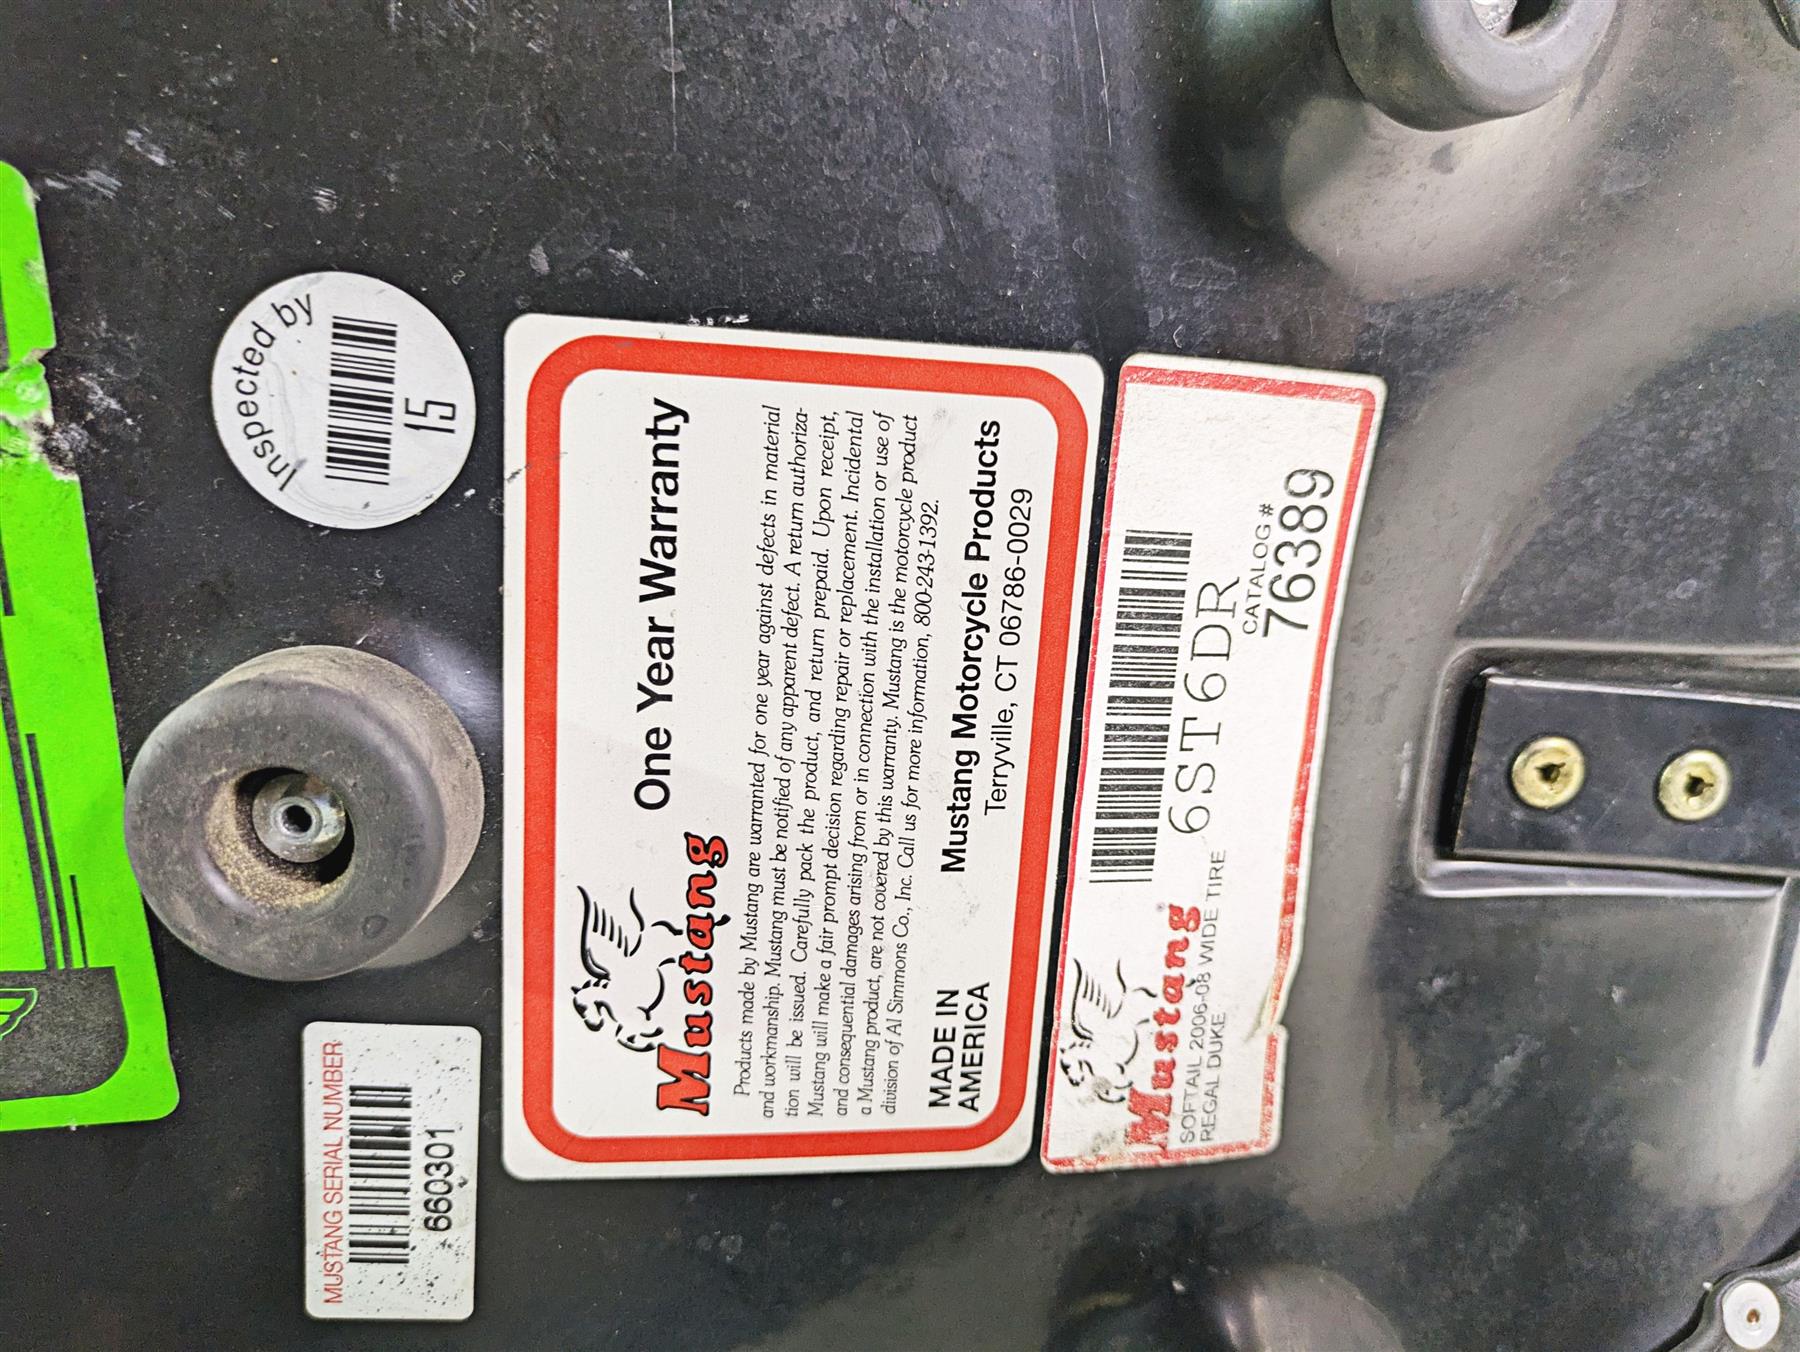 Inspected by
15
MUSTANG SERIAL NUMBER
660301
Mustang
One Year Warranty
Products made by Mustang are warranted for one year against defects in material
and workmanship. Mustang must be notified of any apparent defect. A return authoriza-
tion will be issued. Carefully pack the product, and return prepaid. Upon receipt,
Mustang will make a fair prompt decision regarding repair or replacement. Incidental
and consequential damages arising from or in connection with the installation or use of
a Mustang product, are not covered by this warranty. Mustang is the motorcycle product
division of Al Simmons Co., Inc. Call us for more information, 800-243-1392.
MADE IN
AMERICA
Mustang Motorcycle Products
Terryville, CT 06786-0029
Mustang
SOFTAIL 2006-08 WIDE TIRE
REGAL DUKE
6ST6DR
CATALOG #
76389